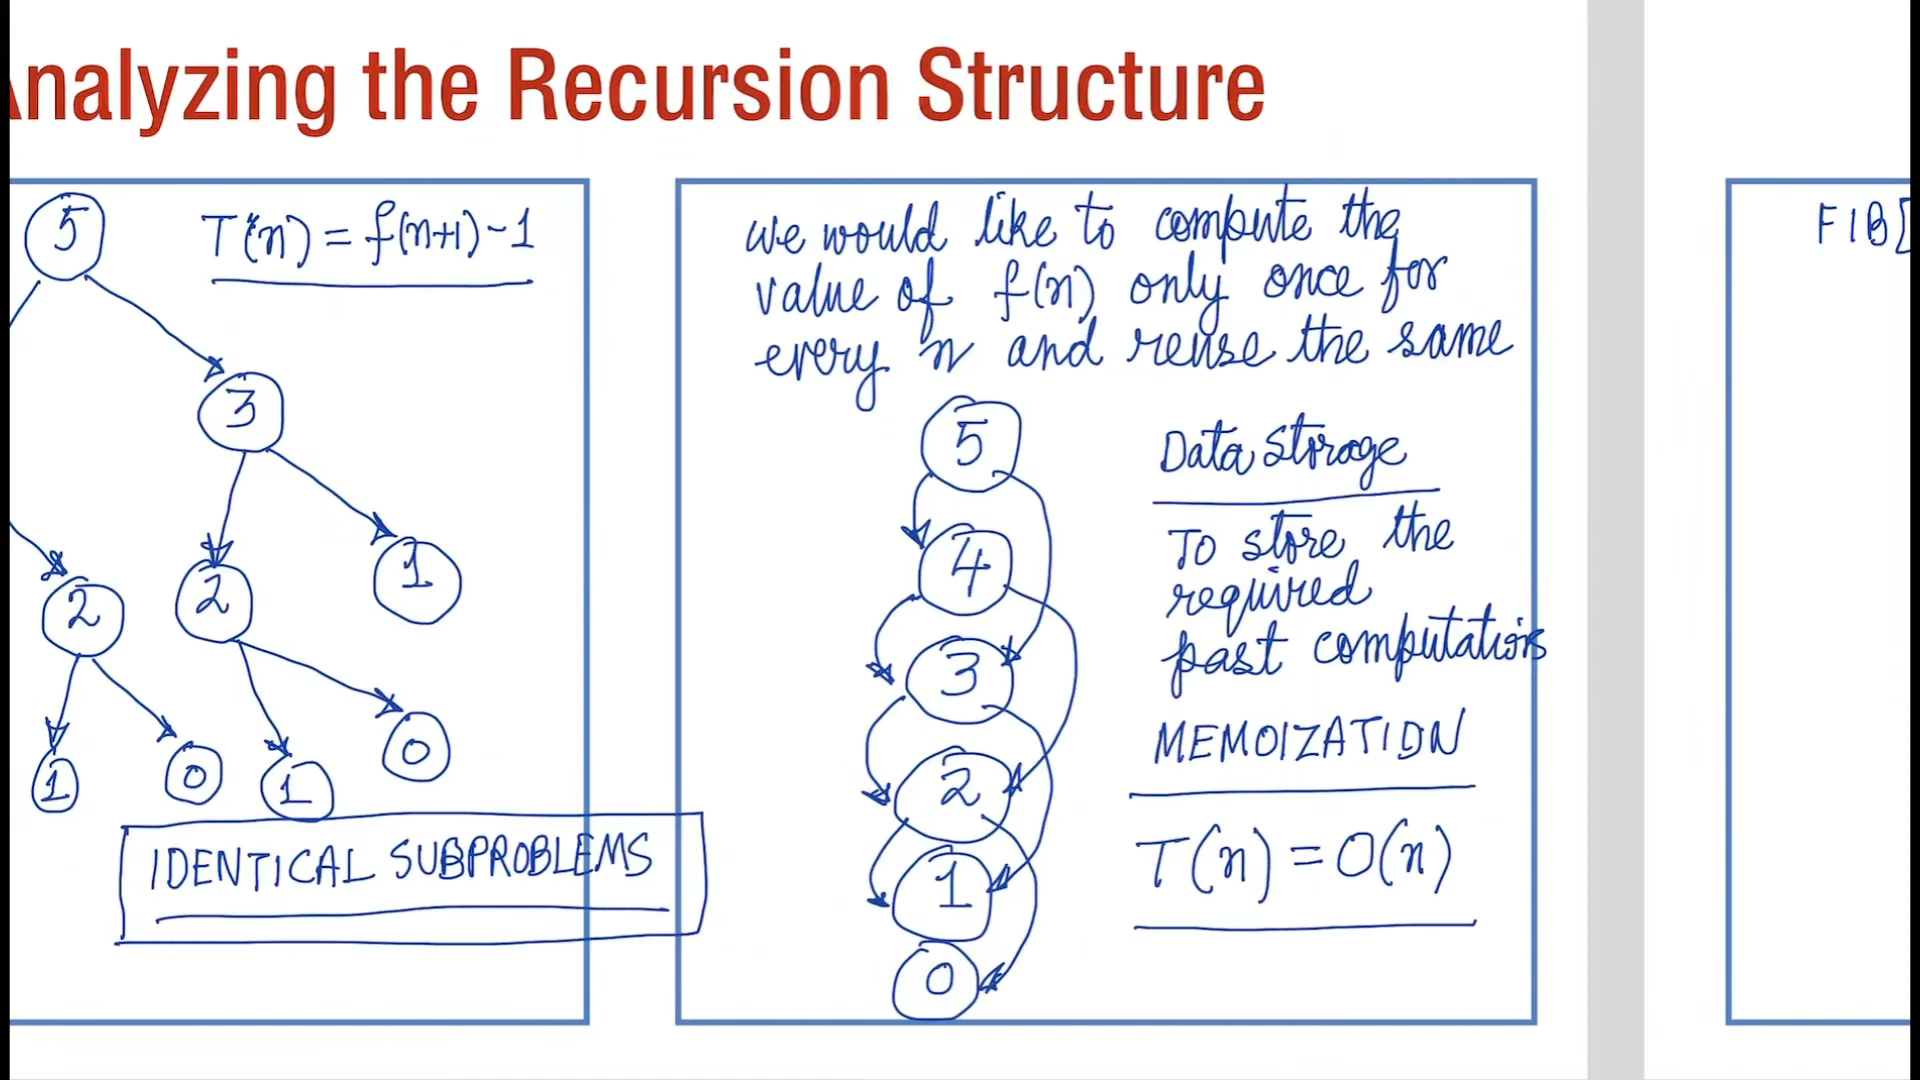 Analyzing the Recursion Structure
5
T(n) = f(n+1) - 1
3
2
2
1
1
0
1
0
IDENTICAL SUBPROBLEMS
we would like to compute the
value of f(n) only once for
every n and reuse the same
5
4
3
2
1
0
Data Storage
To store the
required
past computations
MEMOIZATION
T(n) = O(n)
FIB[